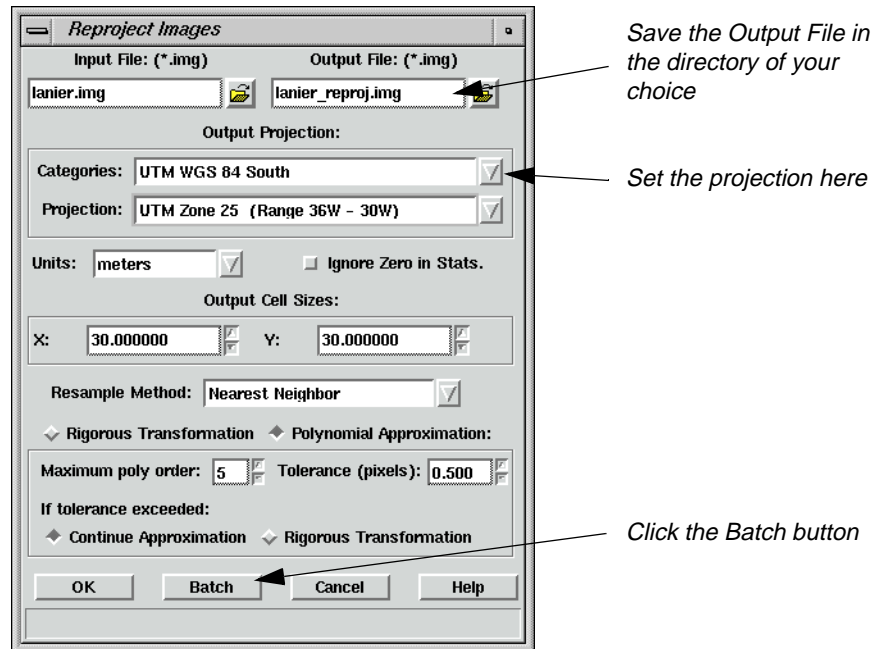 Reproject Images
Input File: (*.img) Output File: (*.img)
lanier.img lanier_reproj.img
Output Projection:
Categories: UTM WGS 84 South
Projection: UTM Zone 25 (Range 36W - 30W)
Units: meters Ignore Zero in Stats.
Output Cell Sizes:
X: 30.000000 Y: 30.000000
Resample Method: Nearest Neighbor
Rigorous Transformation Polynomial Approximation:
Maximum poly order: 5 Tolerance (pixels): 0.500
If tolerance exceeded:
Continue Approximation Rigorous Transformation
OK Batch Cancel Help
Save the Output File in
the directory of your
choice
Set the projection here
Click the Batch button